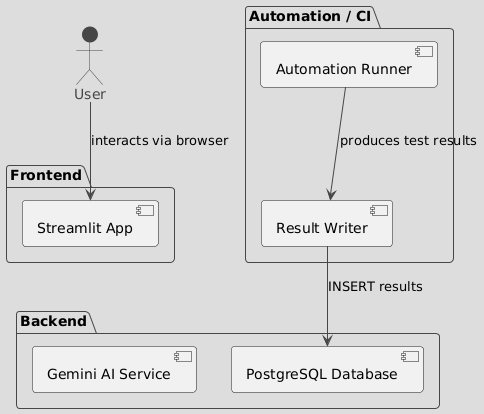 Automation / CI
Automation Runner
User
interacts via browser
produces test results
Frontend
Streamlit App
Result Writer
INSERT results
Backend
Gemini AI Service
PostgreSQL Database